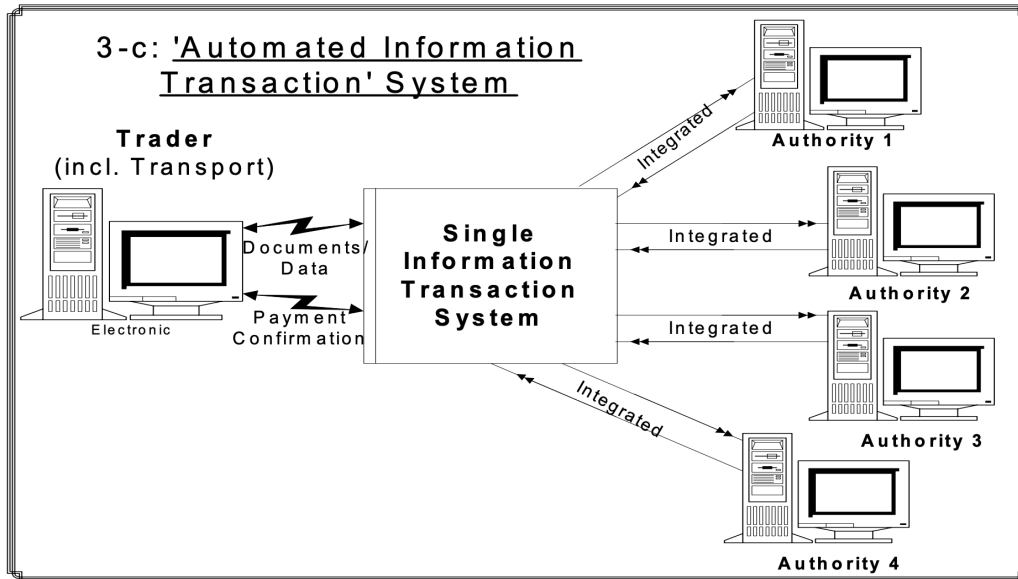 3-c: 'Automated Information
Transaction' System
Trader
(incl. Transport)
Electronic
Documents/
Data
Payment
Confirmation
Single
Information
Transaction
System
Integrated
Authority 1
Integrated
Authority 2
Integrated
Authority 3
Integrated
Authority 4